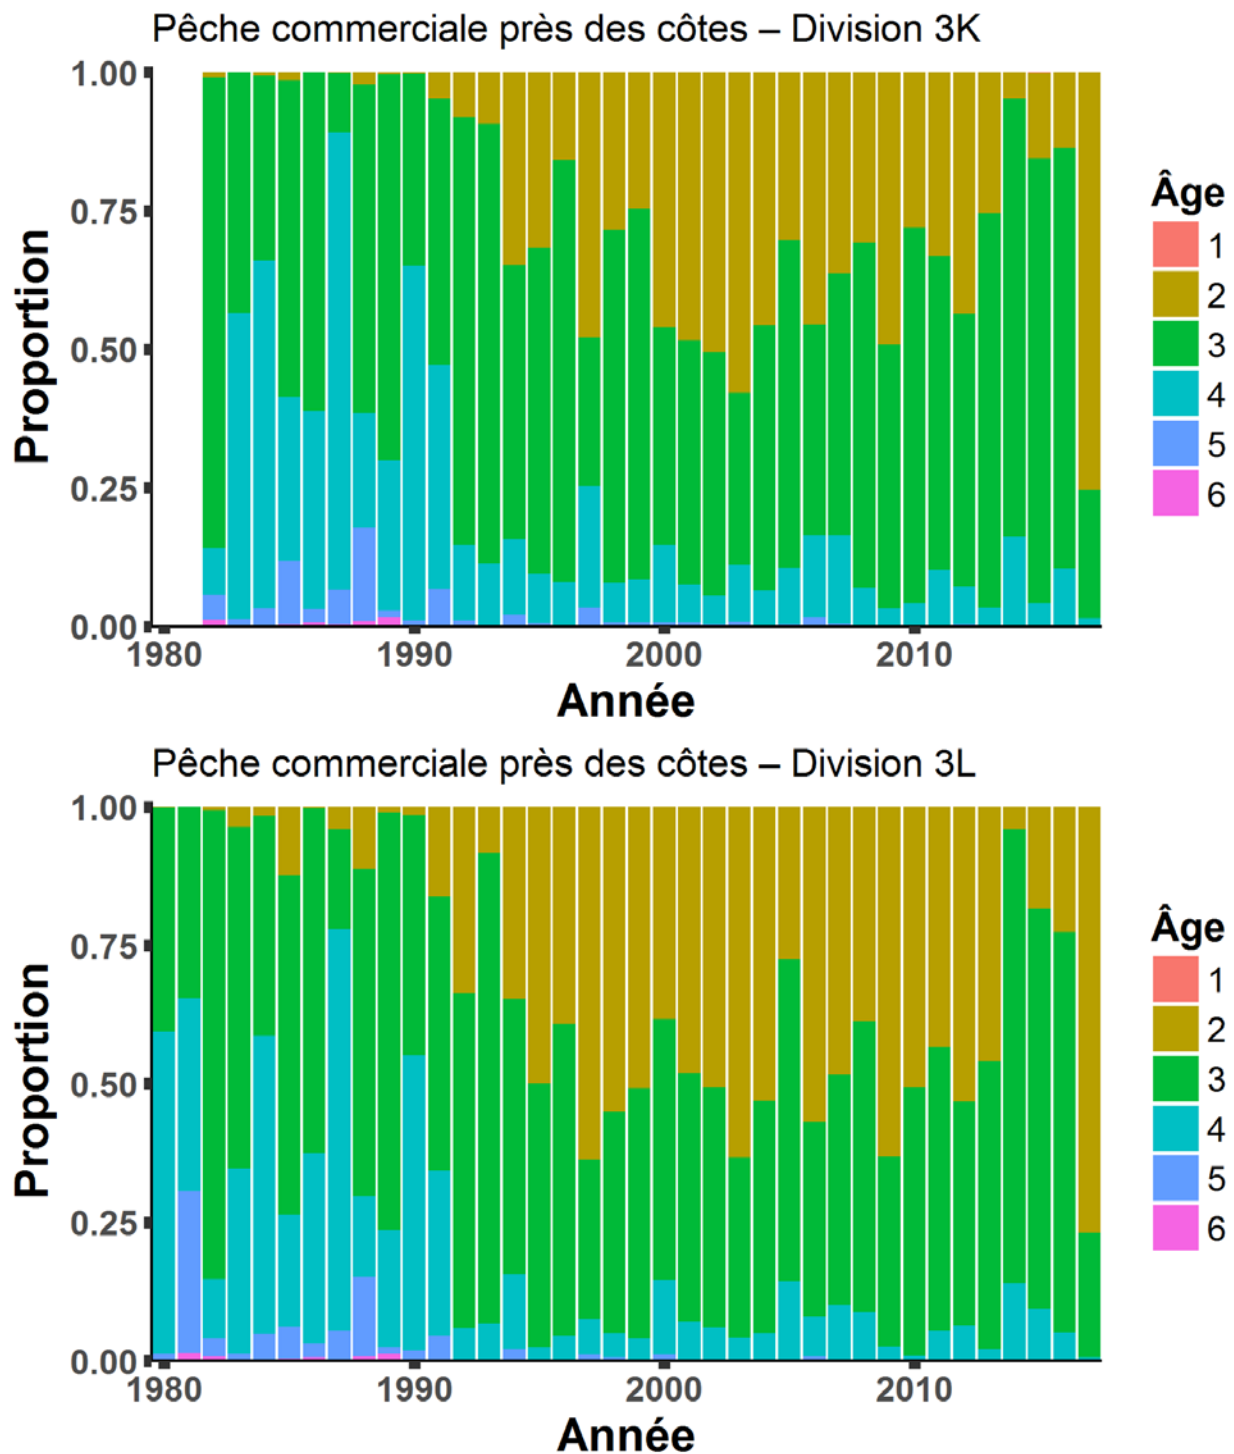 Pêche commerciale près des côtes – Division 3K
1.00
0.75
0.50
0.25
0.00
Proportion
1980 1990 2000 2010
Année
Âge
1
2
3
4
5
6
Pêche commerciale près des côtes – Division 3L
1.00
0.75
0.50
0.25
0.00
Proportion
1980 1990 2000 2010
Année
Âge
1
2
3
4
5
6